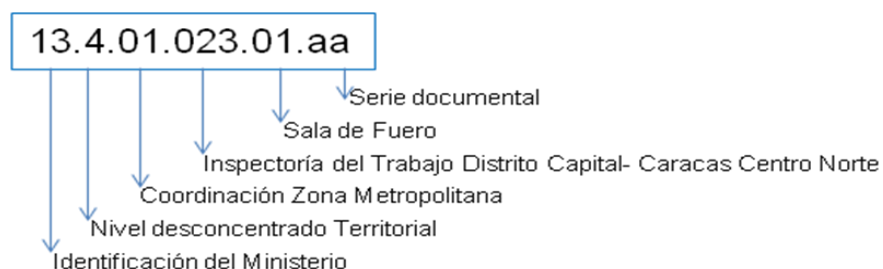 13.4.01.023.01.aa
Serie documental
Sala de Fuero
Inspectoría del Trabajo Distrito Capital- Caracas Centro Norte
Coordinación Zona Metropolitana
Nivel desconcentrado Territorial
Identificación del Ministerio